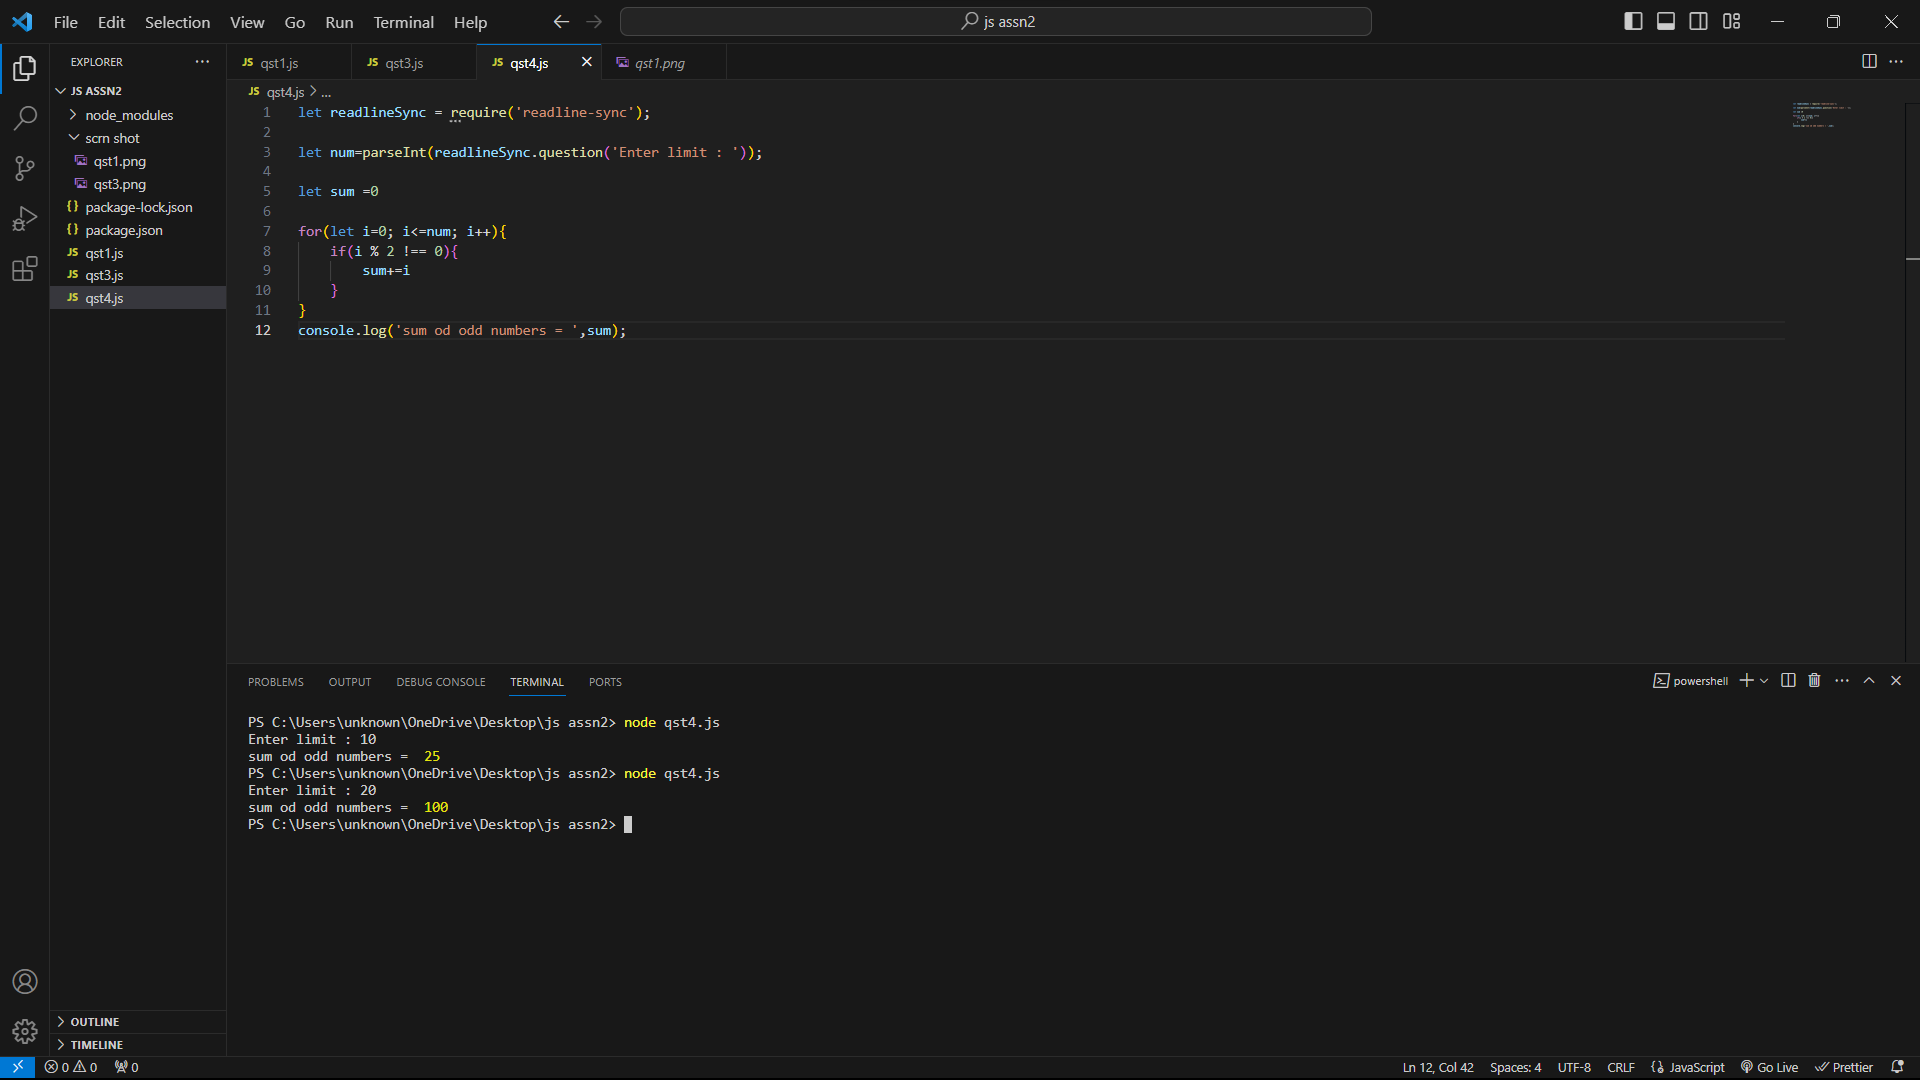 File Edit Selection View Go Run Terminal Help
js assn2
EXPLORER
JS ASSN2
node_modules
scrn shot
qst1.png
qst3.png
{} package-lock.json
{} package.json
JS qst1.js
JS qst3.js
JS qst4.js
OUTLINE
TIMELINE
JS qst1.js JS qst3.js JS qst4.js qst1.png
JS qst4.js > ...
1 let readlineSync = require('readline-sync');
2
3 let num=parseInt(readlineSync.question('Enter limit : '));
4
5 let sum =0
6
7 for(let i=0; i<=num; i++){
8 if(i % 2 !== 0){
9 sum+=i
10 }
11 }
12 console.log('sum od odd numbers = ',sum);
PROBLEMS OUTPUT DEBUG CONSOLE TERMINAL PORTS
powershell
PS C:\Users\unknown\OneDrive\Desktop\js assn2> node qst4.js
Enter limit : 10
sum od odd numbers =  25
PS C:\Users\unknown\OneDrive\Desktop\js assn2> node qst4.js
Enter limit : 20
sum od odd numbers =  100
PS C:\Users\unknown\OneDrive\Desktop\js assn2>
0 0 0
Ln 12, Col 42 Spaces: 4 UTF-8 CRLF {} JavaScript Go Live Prettier